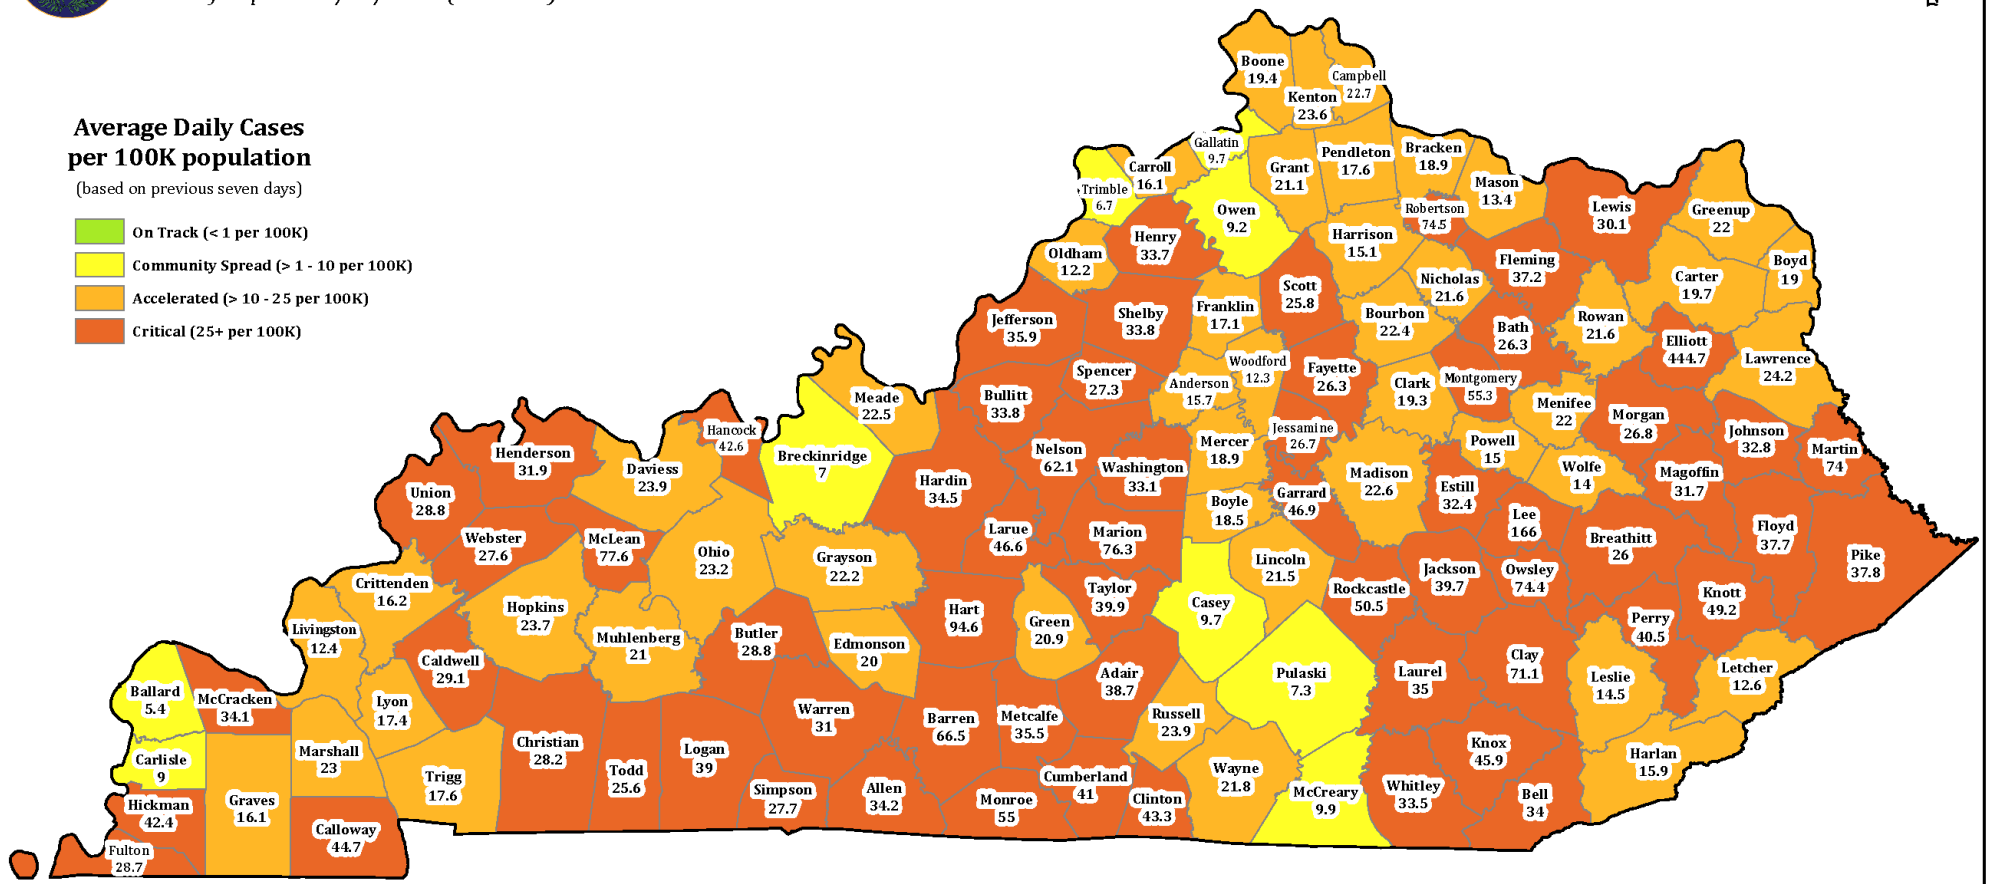 Average Daily Cases
per 100K population
(based on previous seven days)
On Track (< 1 per 100K)
Community Spread (> 1 - 10 per 100K)
Accelerated (> 10 - 25 per 100K)
Critical (25+ per 100K)
Boone
19.4
Kenton
23.6
Campbell
22.7
Gallatin
9.7
Carroll
16.1
Trimble
6.7
Grant
21.1
Pendleton
17.6
Bracken
18.9
Mason
13.4
Robertson
74.5
Lewis
30.1
Greenup
22
Boyd
19
Carter
19.7
Owen
9.2
Henry
33.7
Oldham
12.2
Harrison
15.1
Nicholas
21.6
Fleming
37.2
Rowan
21.6
Elliott
444.7
Lawrence
24.2
Jefferson
35.9
Shelby
33.8
Franklin
17.1
Scott
25.8
Bourbon
22.4
Bath
26.3
Spencer
27.3
Bullitt
33.8
Anderson
15.7
Woodford
12.3
Fayette
26.3
Clark
19.3
Montgomery
55.3
Menifee
22
Morgan
26.8
Johnson
32.8
Martin
74
Meade
22.5
Hancock
42.6
Breckinridge
7
Henderson
31.9
Daviess
23.9
Union
28.8
Hardin
34.5
Nelson
62.1
Washington
33.1
Mercer
18.9
Jessamine
26.7
Garrard
46.9
Madison
22.6
Powell
15
Estill
32.4
Wolfe
14
Magoffin
31.7
Lee
166
Breathitt
26
Floyd
37.7
Pike
37.8
Webster
27.6
McLean
77.6
Ohio
23.2
Grayson
22.2
Larue
46.6
Marion
76.3
Boyle
18.5
Lincoln
21.5
Rockcastle
50.5
Jackson
39.7
Owsley
74.4
Perry
40.5
Knott
49.2
Crittenden
16.2
Livingston
12.4
Hopkins
23.7
Muhlenberg
21
Butler
28.8
Edmonson
20
Hart
94.6
Green
20.9
Taylor
39.9
Casey
9.7
Pulaski
7.3
Laurel
35
Clay
71.1
Leslie
14.5
Letcher
12.6
Harlan
15.9
Caldwell
29.1
Lyon
17.4
Ballard
5.4
McCracken
34.1
Carlisle
9
Marshall
23
Trigg
17.6
Christian
28.2
Todd
25.6
Logan
39
Warren
31
Barren
66.5
Metcalfe
35.5
Adair
38.7
Russell
23.9
Simpson
27.7
Allen
34.2
Monroe
55
Cumberland
41
Clinton
43.3
Wayne
21.8
McCreary
9.9
Whitley
33.5
Knox
45.9
Bell
34
Hickman
42.4
Fulton
28.7
Graves
16.1
Calloway
44.7